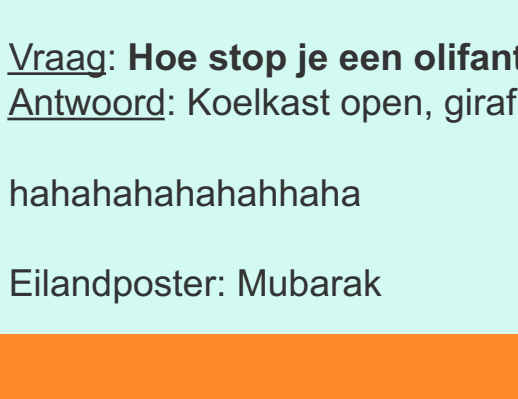 Vraag: Hoe stop je een olifant
Antwoord: Koelkast open, giraf
hahahahahahahhaha
Eilandposter: Mubarak